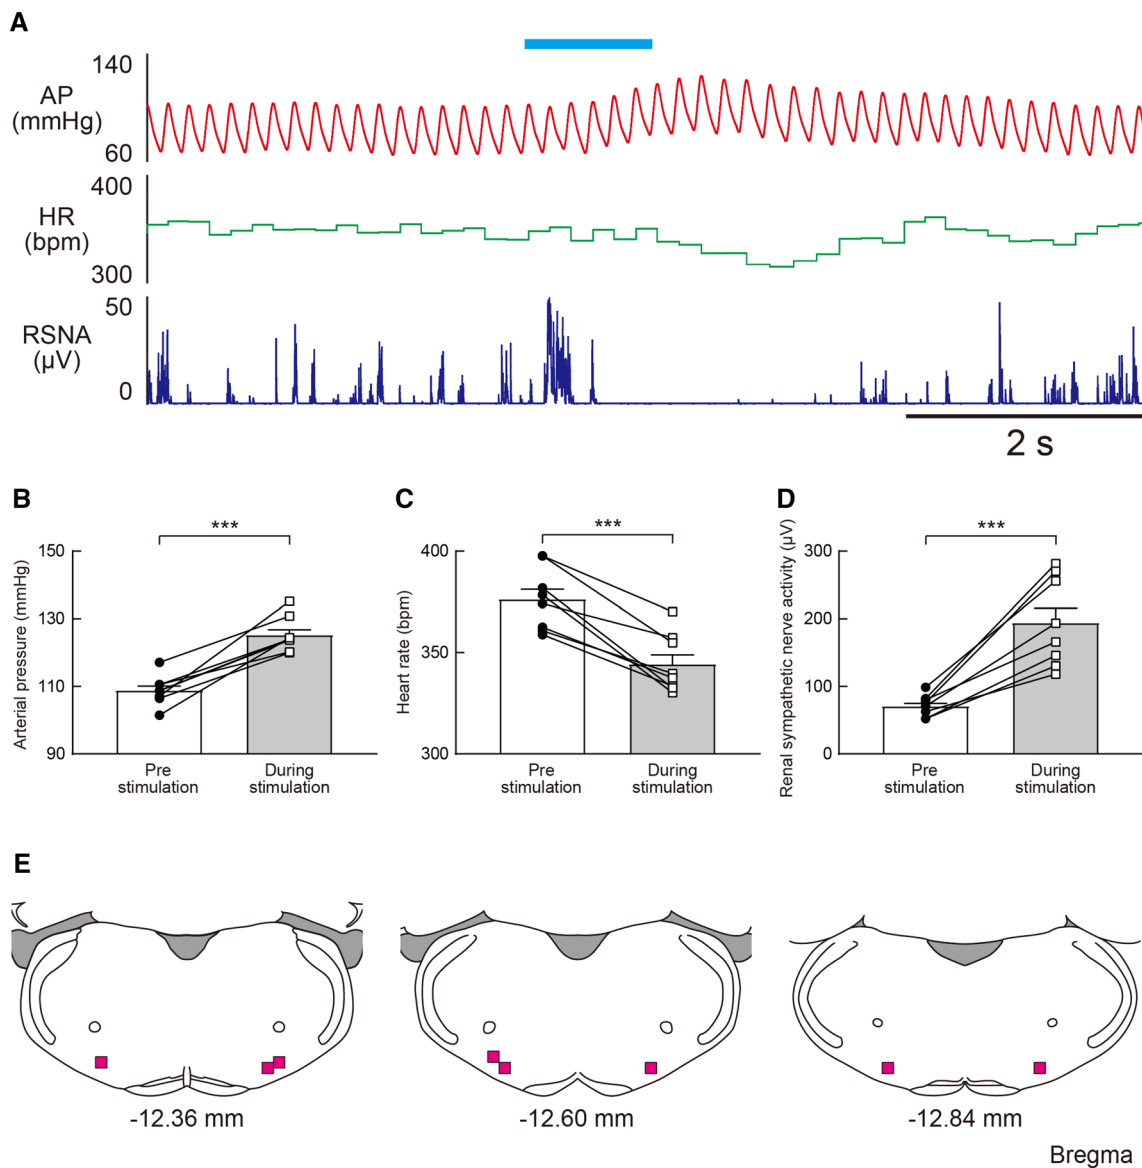 A
140
AP
(mmHg)
60
400
HR
(bpm)
300
50
RSNA
(µV)
0
2 s
B
***
Arterial pressure (mmHg)
150
130
110
90
Pre
stimulation
During
stimulation
C
***
Heart rate (bpm)
400
350
300
Pre
stimulation
During
stimulation
D
***
Renal sympathetic nerve activity (µV)
300
200
100
0
Pre
stimulation
During
stimulation
E
-12.36 mm
-12.60 mm
-12.84 mm
Bregma